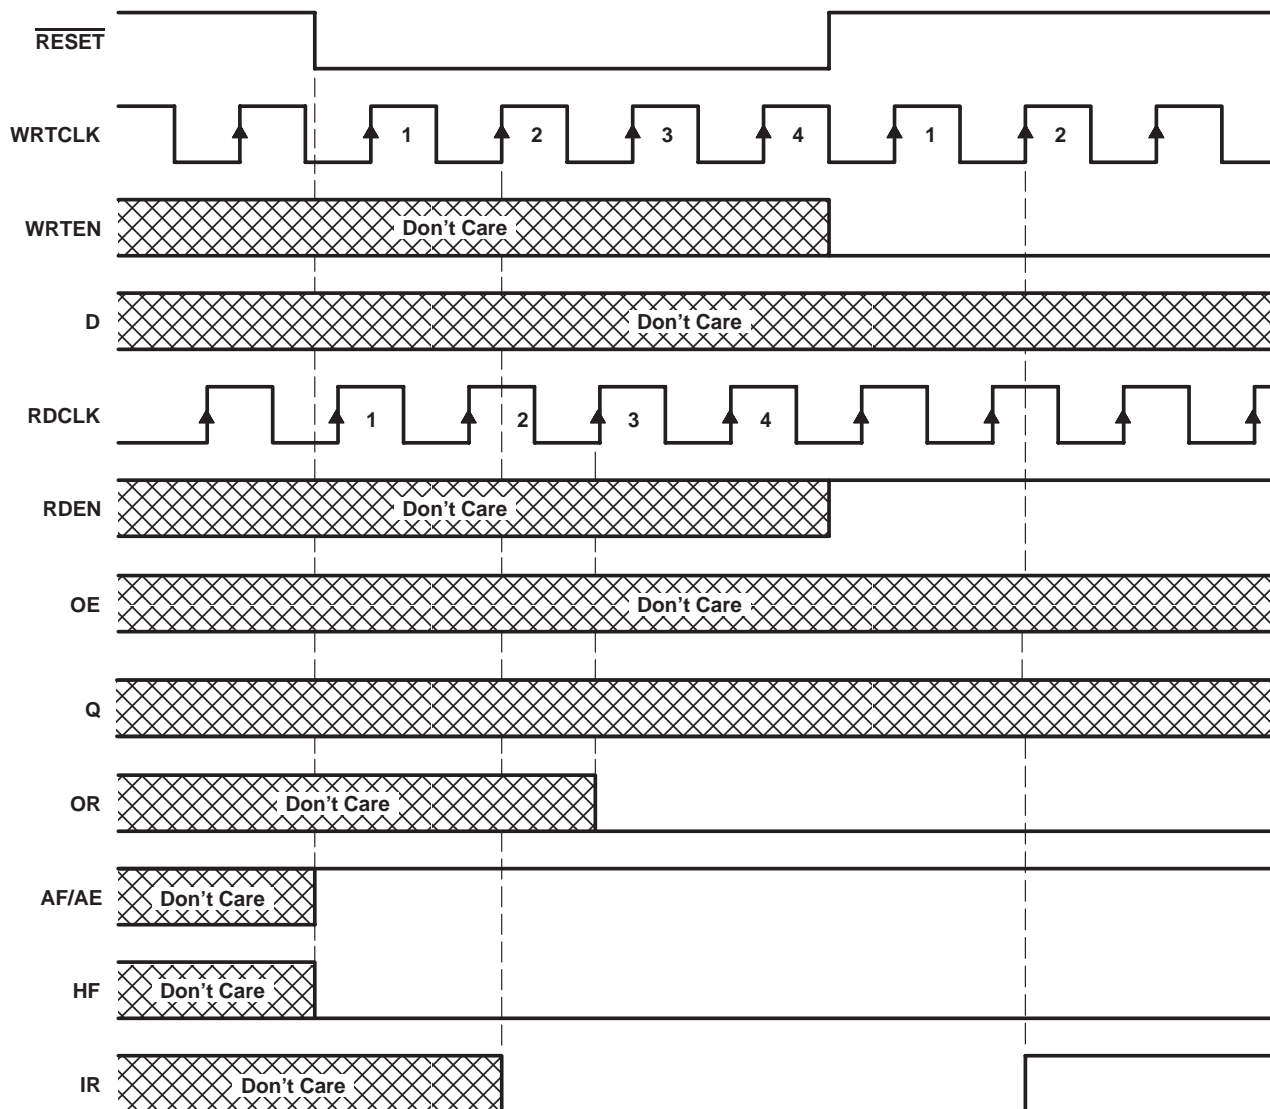 RESET
WRTCLK 1 2 3 4 1 2
WRTEN Don't Care
D Don't Care
RDCLK 1 2 3 4
RDEN Don't Care
OE Don't Care
Q
OR Don't Care
AF/AE Don't Care
HF Don't Care
IR Don't Care